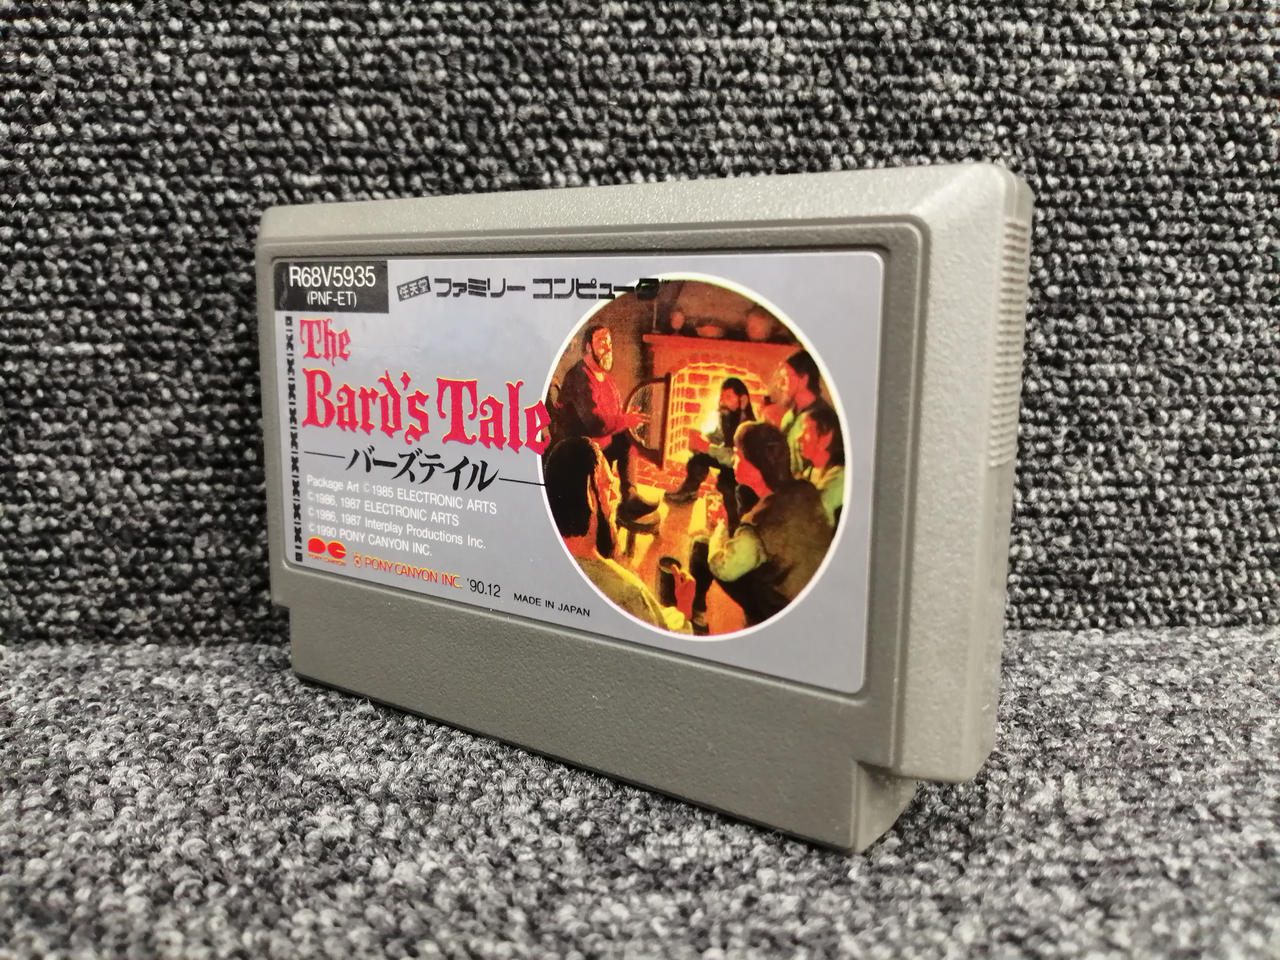 R68V5935
(PNF-ET)
任天堂 ファミリー コンピュータ
The
Bard's Tale
―バーズテイル―
Package Art © 1985 ELECTRONIC ARTS
© 1986, 1987 ELECTRONIC ARTS
© 1986, 1987 Interplay Productions Inc.
© 1990 PONY CANYON INC.
PONY CANYON
PONY CANYON INC. '90.12
MADE IN JAPAN